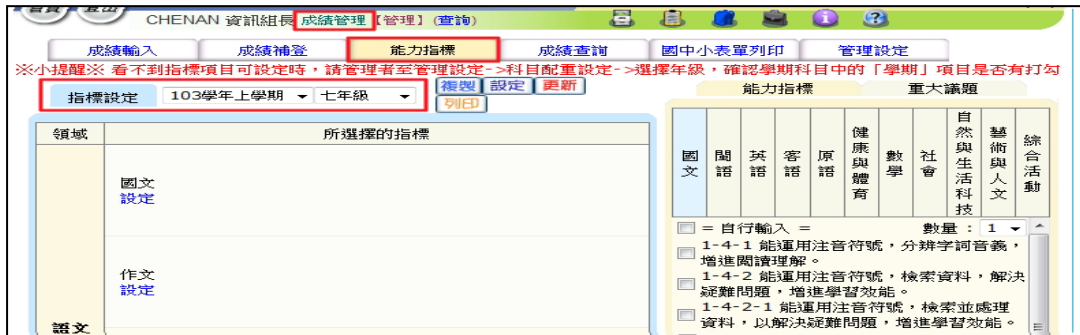 首頁 登出
CHENAN 資訊組長 成績管理【管理】(查詢)
成績輸入 成績補登 能力指標 成績查詢 國中小表單列印 管理設定
※小提醒※ 看不到指標項目可設定時，請管理者至管理設定->科目配重設定->選擇年級，確認學期科目中的「學期」項目是否有打勾
指標設定 103學年上學期 七年級 複製 設定 更新
列印
能力指標 重大議題
領域 所選擇的指標
國文 閩語 英語 客語 原語 健康與體育 數學 社會 自然與生活科技 藝術與人文 綜合活動
國文
設定
= 自行輸入 = 數量： 1
1-4-1 能運用注音符號，分辨字詞音義，
增進閱讀理解。
作文
設定
1-4-2 能運用注音符號，檢索資料，解決
疑難問題，增進學習效能。
1-4-2-1 能運用注音符號，檢索並處理
資料，以解決疑難問題，增進學習效能。
語文